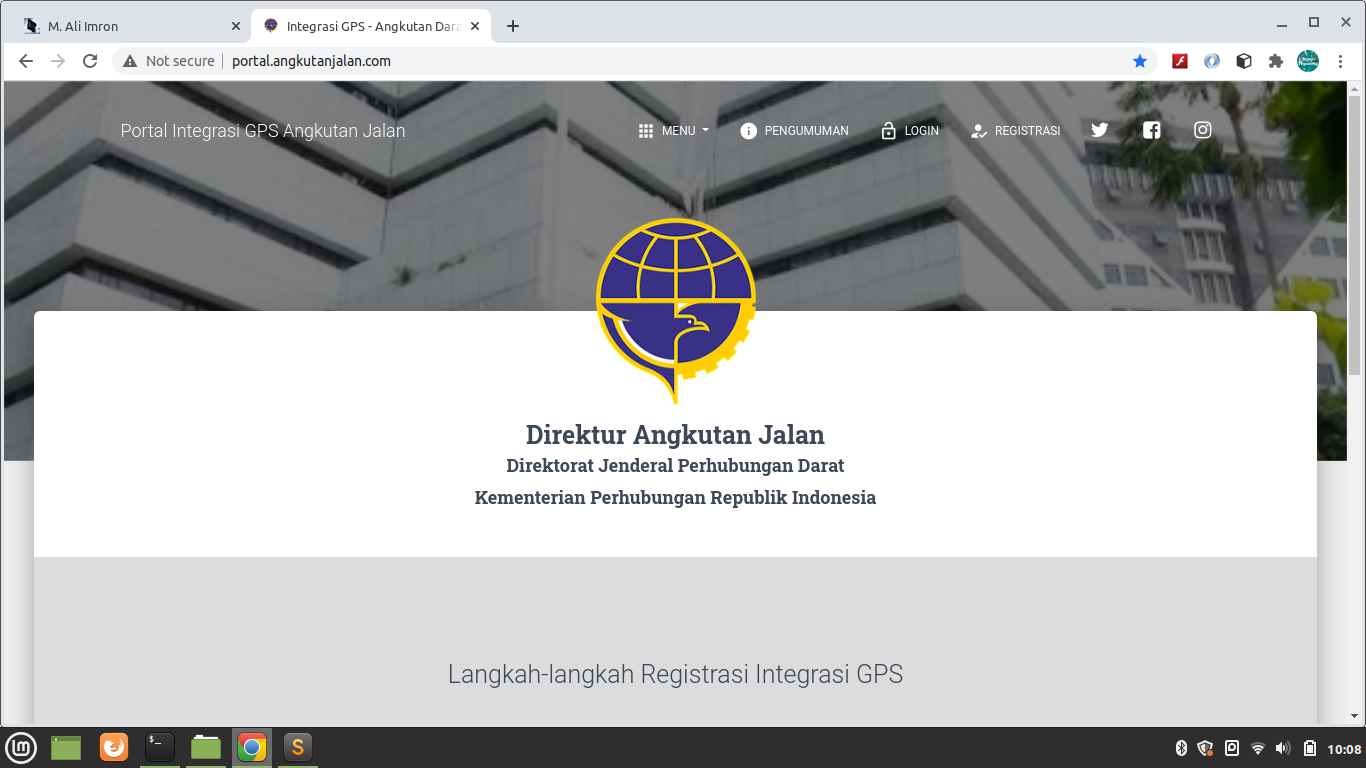 M. Ali Imron
Integrasi GPS - Angkutan Dara
Not secure
portal.angkutanjalan.com
Portal Integrasi GPS Angkutan Jalan
MENU
PENGUMUMAN
LOGIN
REGISTRASI
Direktur Angkutan Jalan
Direktorat Jenderal Perhubungan Darat
Kementerian Perhubungan Republik Indonesia
Langkah-langkah Registrasi Integrasi GPS
10:08